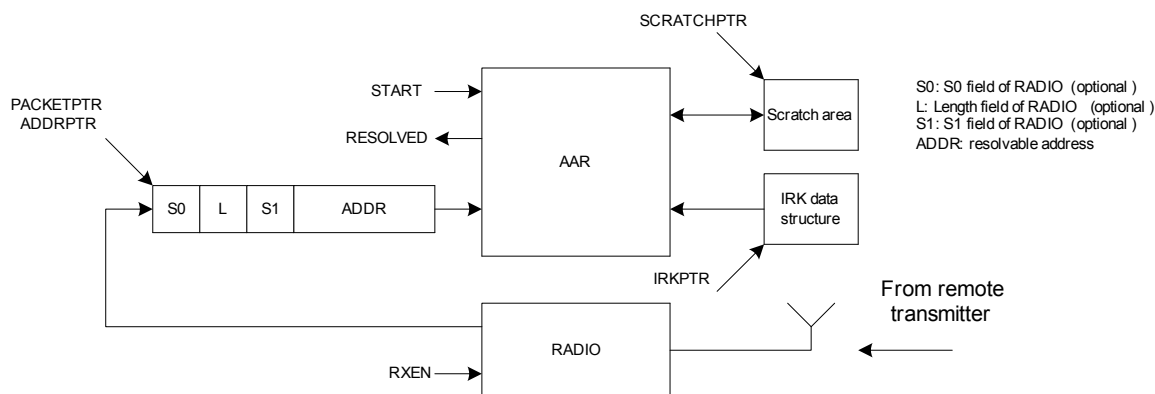 SCRATCHPTR
PACKETPTR
ADDRPTR
START
RESOLVED
AAR
Scratch area
S0: S0 field of RADIO (optional )
L: Length field of RADIO (optional )
S1: S1 field of RADIO (optional )
ADDR: resolvable address
S0
L
S1
ADDR
IRK data
structure
IRKPTR
From remote
transmitter
RADIO
RXEN